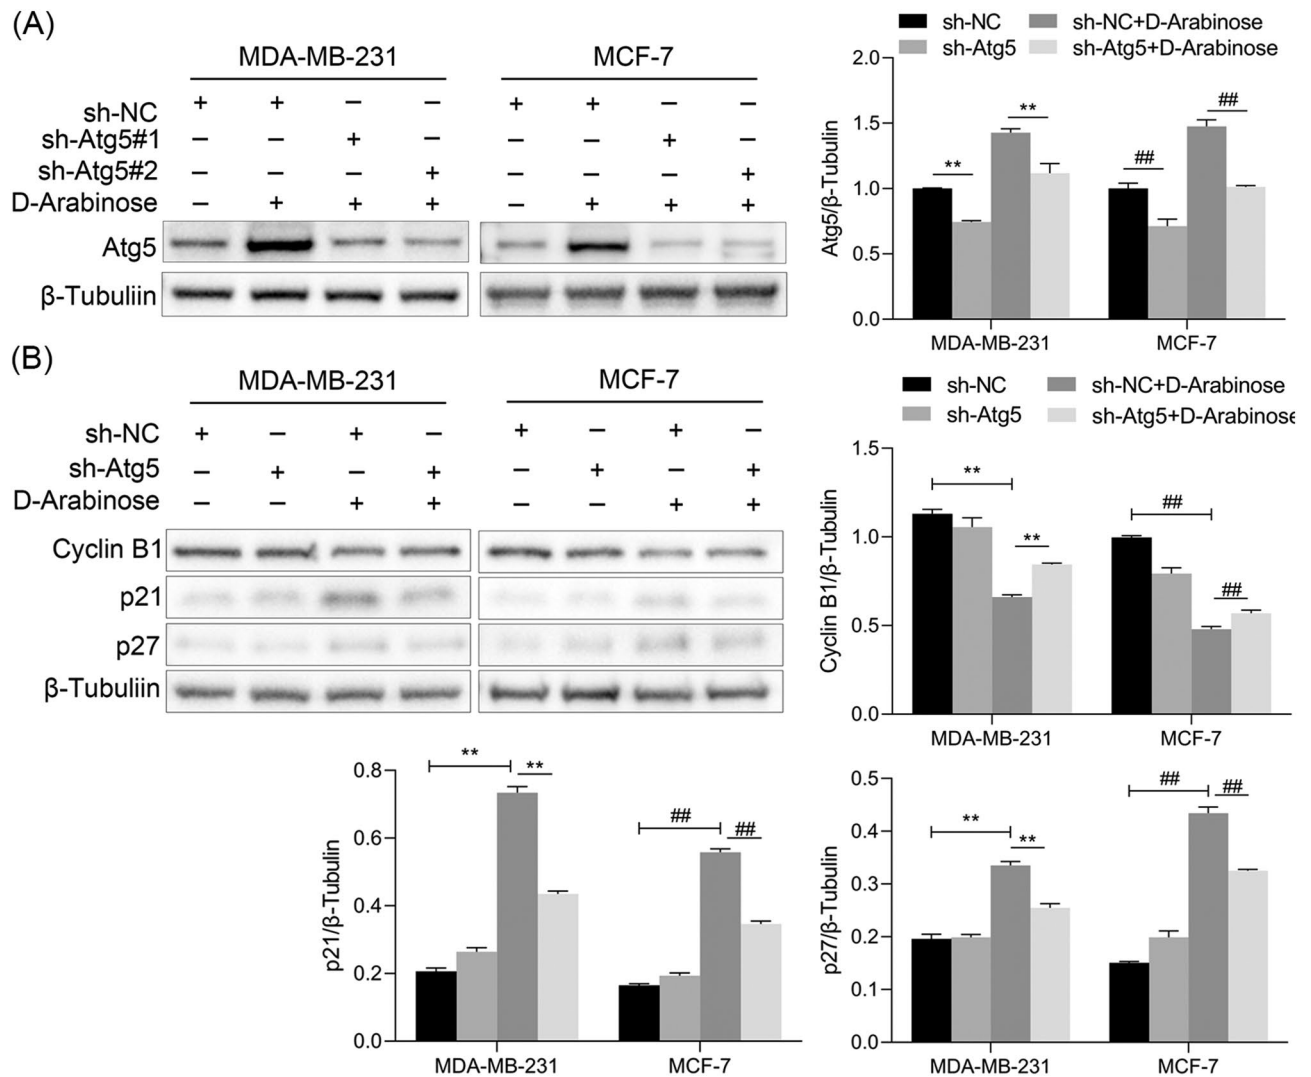 (A)
MDA-MB-231 MCF-7
sh-NC + + − − + + − −
sh-Atg5#1 − − + − − − + −
sh-Atg5#2 − − − + − − − +
D-Arabinose − + + + − + + +
Atg5
β-Tubuliin
sh-NC sh-NC+D-Arabinose
sh-Atg5 sh-Atg5+D-Arabinose
Atg5/β-Tubulin
2.0
1.5
1.0
0.5
0.0
** ** ## ##
MDA-MB-231 MCF-7
(B)
MDA-MB-231 MCF-7
sh-NC + − + − + − + −
sh-Atg5 − + − + − + − +
D-Arabinose − − + + − − + +
Cyclin B1
p21
p27
β-Tubuliin
sh-NC sh-NC+D-Arabinose
sh-Atg5 sh-Atg5+D-Arabinose
Cyclin B1/β-Tubulin
1.5
1.0
0.5
0.0
** ** ## ##
MDA-MB-231 MCF-7
p21/β-Tubulin
0.8
0.6
0.4
0.2
0.0
** ** ## ##
MDA-MB-231 MCF-7
p27/β-Tubulin
0.5
0.4
0.3
0.2
0.1
0.0
** ** ## ##
MDA-MB-231 MCF-7